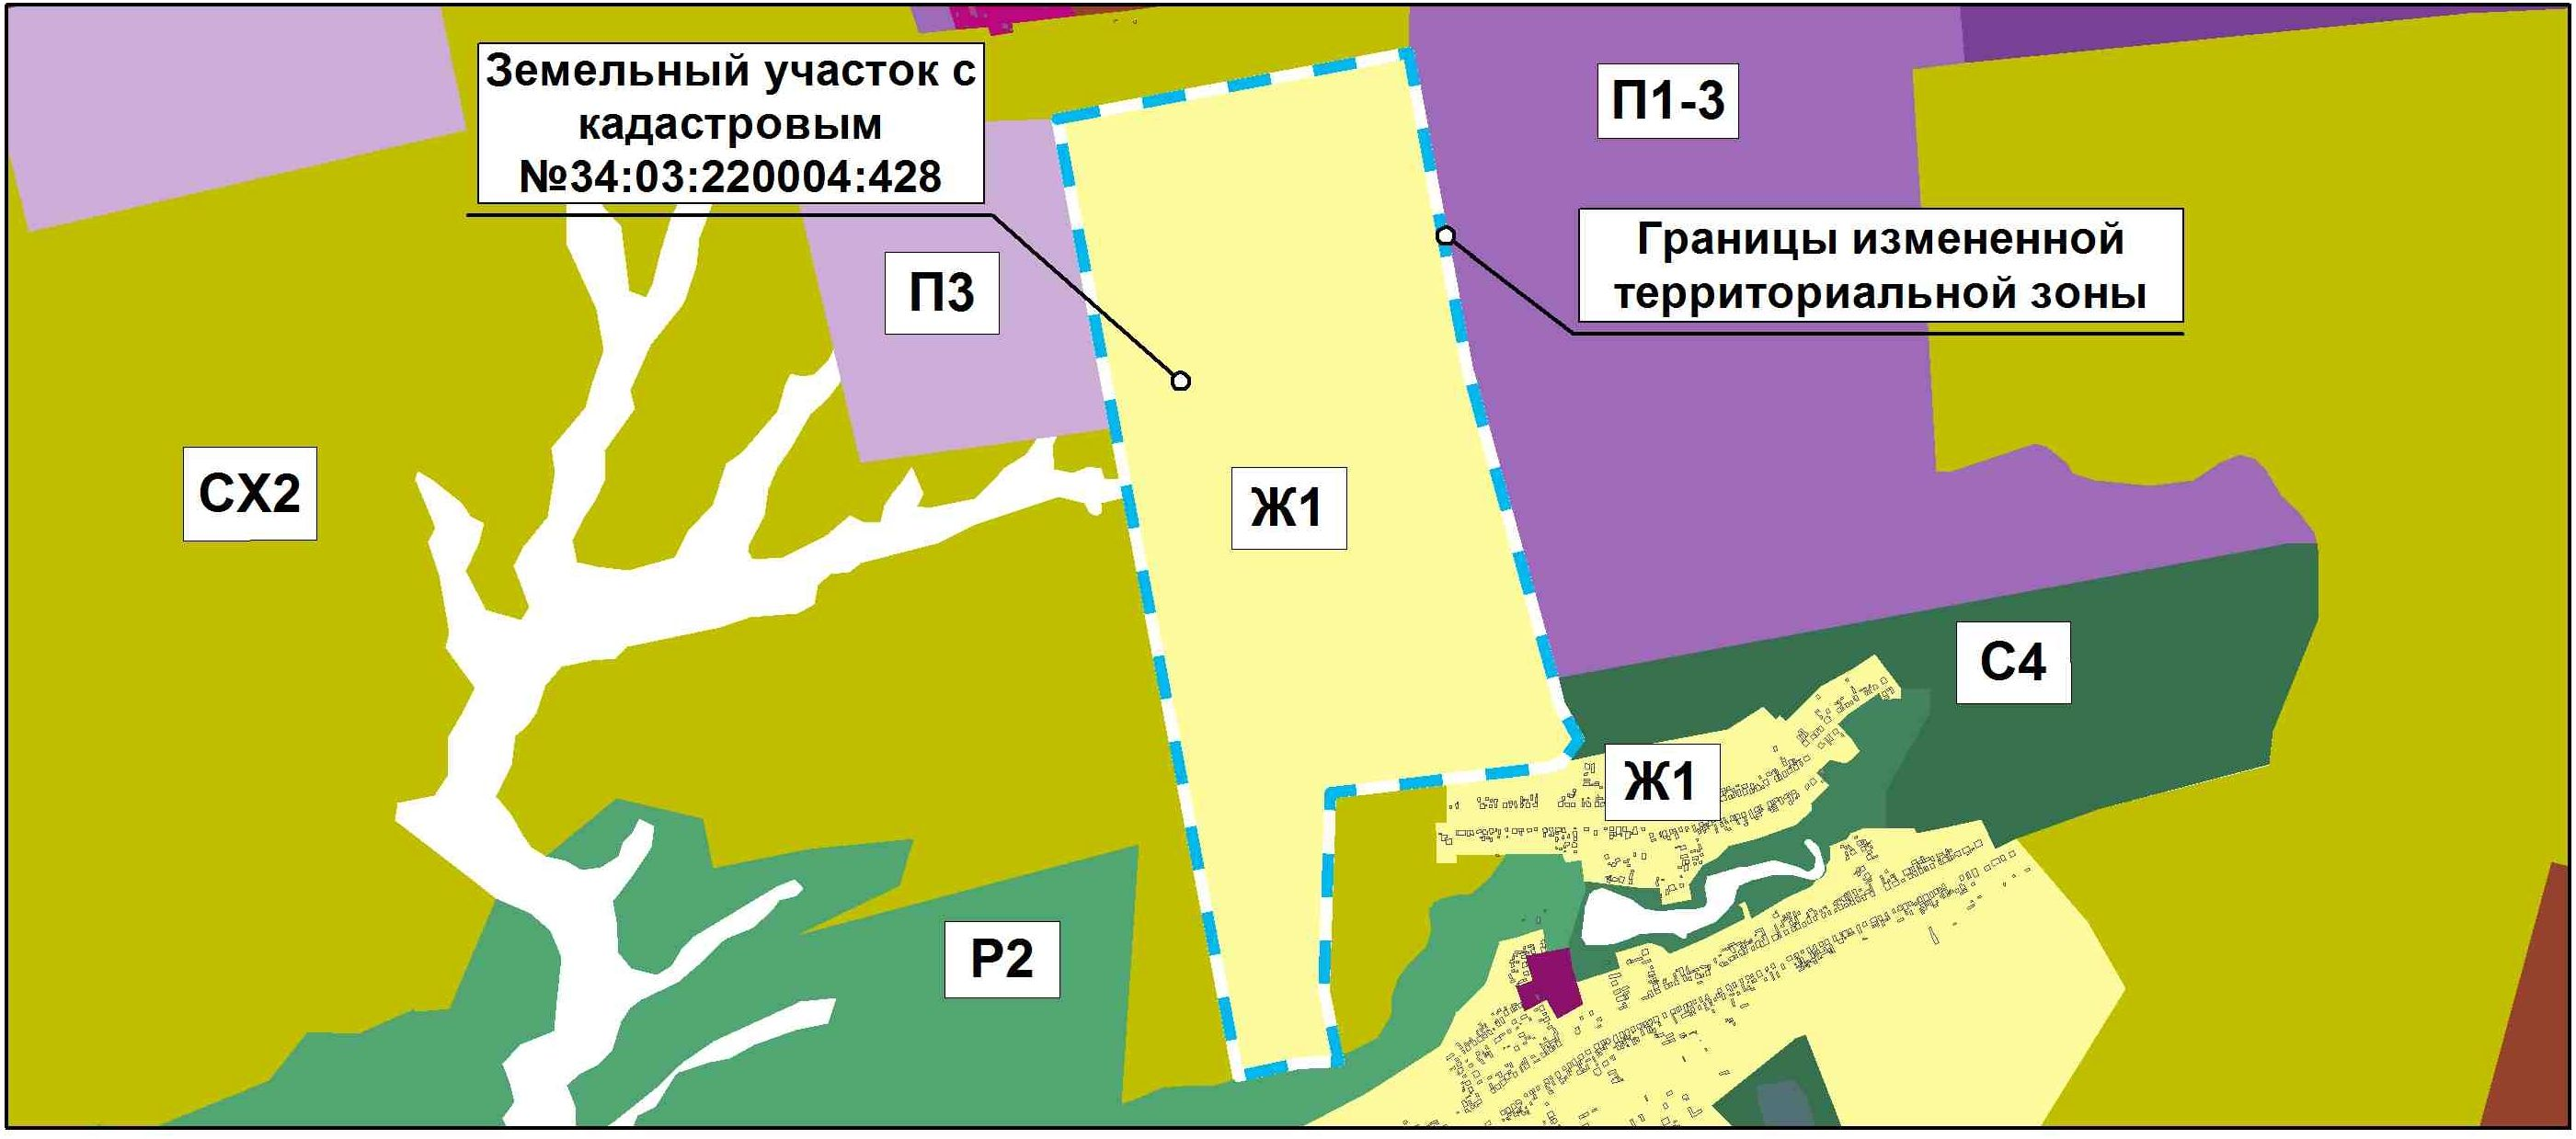 Земельный участок с
кадастровым
№34:03:220004:428
П1-3
Границы измененной
территориальной зоны
П3
СХ2
Ж1
С4
Ж1
Р2